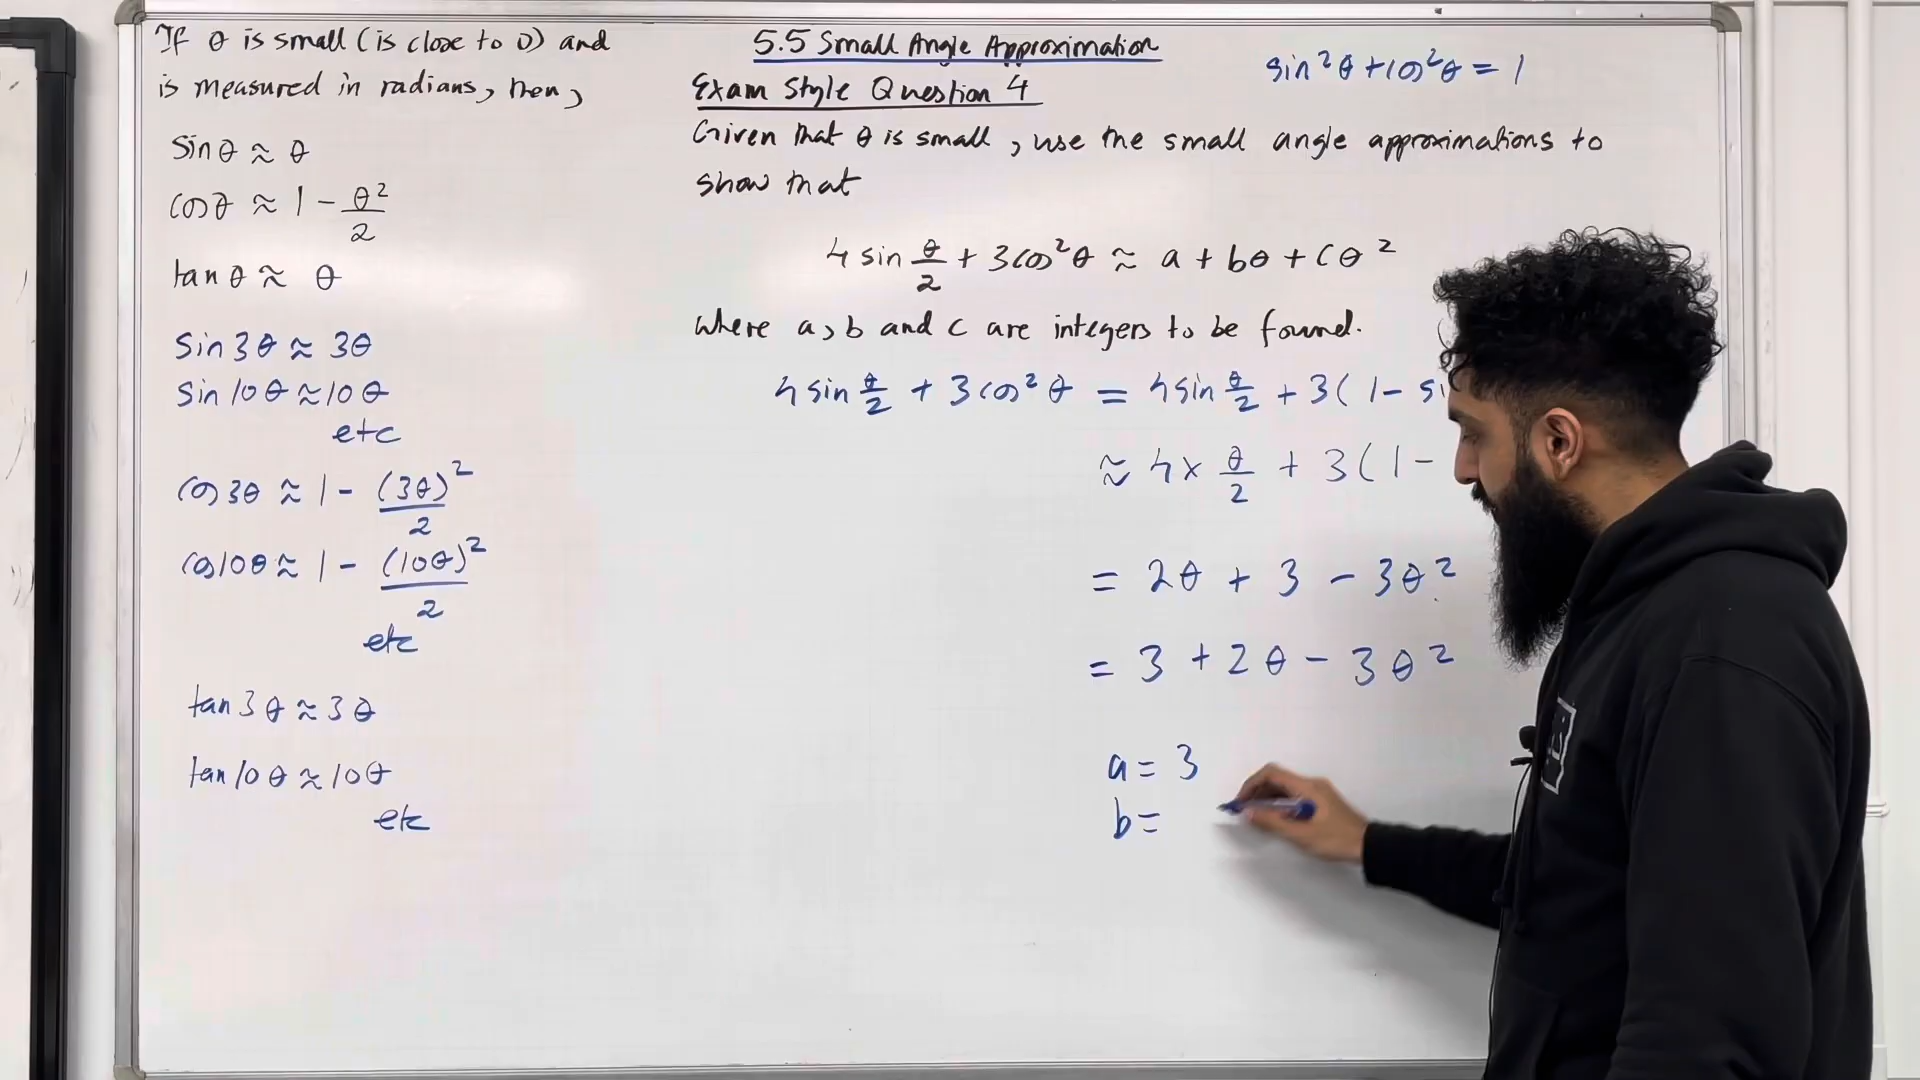 If θ is small (is close to 0) and
is measured in radians, then,
sinθ ≈ θ
cosθ ≈ 1 - θ²/2
tanθ ≈ θ
sin3θ ≈ 3θ
sin10θ ≈ 10θ
etc
cos3θ ≈ 1 - (3θ)²/2
cos10θ ≈ 1 - (10θ)²/2
etc
tan3θ ≈ 3θ
tan10θ ≈ 10θ
etc
5.5 Small Angle Approximation
sin²θ + cos²θ = 1
Exam Style Question 4
Given that θ is small, use the small angle approximations to
show that
4 sin θ/2 + 3cos²θ ≈ a + bθ + cθ²
where a, b and c are integers to be found.
4 sin θ/2 + 3cos²θ = 4 sin θ/2 + 3(1 -
≈ 4 × θ/2 + 3(1 -
= 2θ + 3 - 3θ²
= 3 + 2θ - 3θ²
a = 3
b =